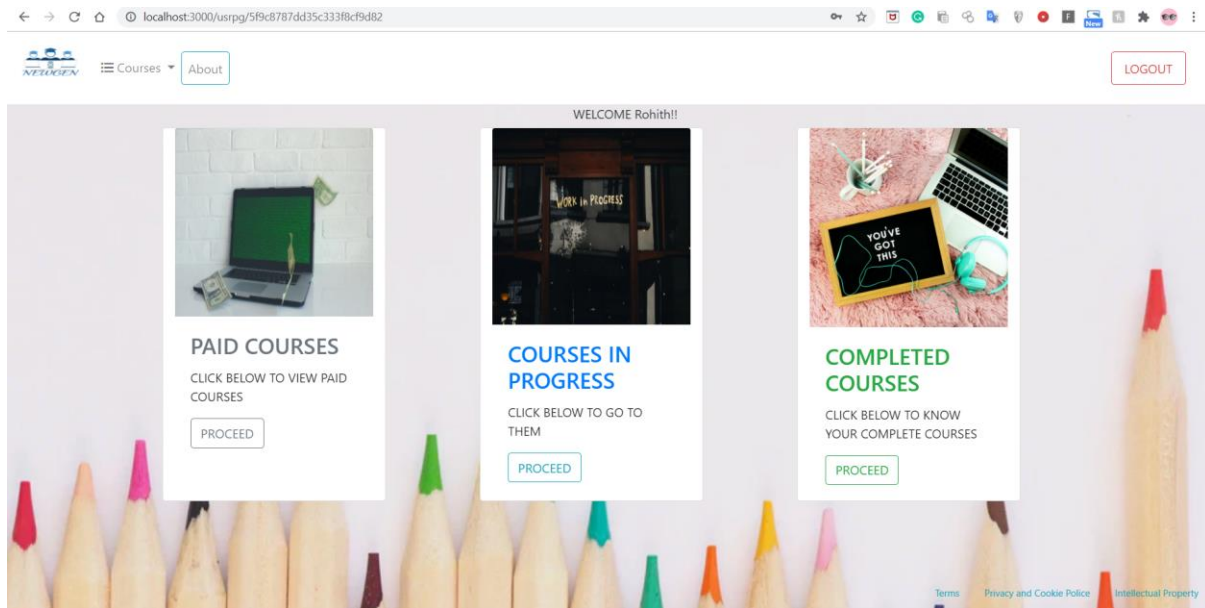 localhost:3000/usrpg/5f9c8787dd35c333f8cf9d82
New
NEWGEN
Courses
About
LOGOUT
WELCOME Rohith!!
WORK in PROGRESS
YOU'VE
GOT
THIS
PAID COURSES
CLICK BELOW TO VIEW PAID
COURSES
PROCEED
COURSES IN
PROGRESS
CLICK BELOW TO GO TO
THEM
PROCEED
COMPLETED
COURSES
CLICK BELOW TO KNOW
YOUR COMPLETE COURSES
PROCEED
Terms Privacy and Cookie Police Intellectual Property